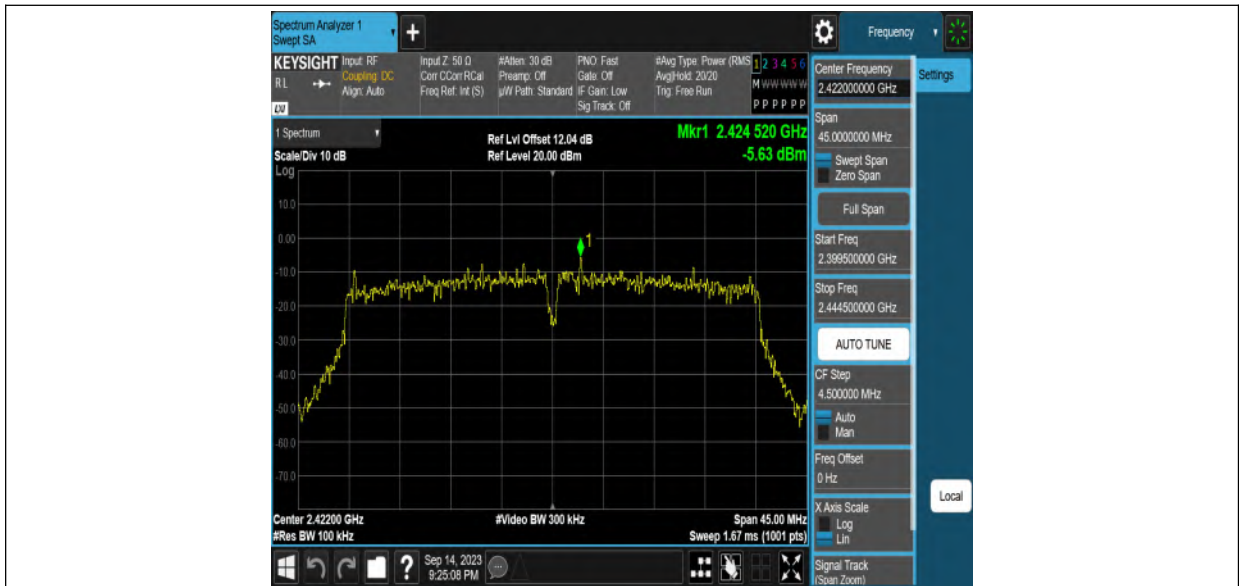 Spectrum Analyzer 1
Swept SA
Frequency
KEYSIGHT Input: RF
RL Coupling: DC
Align: Auto
LXI
Input Z: 50 Ω
Corr CCorr RCal
Freq Ref: Int (S)
#Atten: 30 dB
Preamp: Off
µW Path: Standard
PNO: Fast
Gate: Off
IF Gain: Low
Sig Track: Off
#Avg Type: Power (RMS
Avg|Hold: 20/20
Trig: Free Run
1 2 3 4 5 6
M W W W W W
P P P P P P
Center Frequency
2.422000000 GHz
Settings
1 Spectrum
Scale/Div 10 dB
Log
Ref Lvl Offset 12.04 dB
Ref Level 20.00 dBm
Mkr1 2.424 520 GHz
-5.63 dBm
Span
45.0000000 MHz
Swept Span
Zero Span
Full Span
Start Freq
2.399500000 GHz
Stop Freq
2.444500000 GHz
AUTO TUNE
CF Step
4.500000 MHz
Auto
Man
Freq Offset
0 Hz
X Axis Scale
Log
Lin
Signal Track
(Span Zoom)
Local
10.0
0.00
1
-10.0
-20.0
-30.0
-40.0
-50.0
-60.0
-70.0
Center 2.42200 GHz
#Res BW 100 kHz
#Video BW 300 kHz
Span 45.00 MHz
Sweep 1.67 ms (1001 pts)
?
Sep 14, 2023
9:25:08 PM